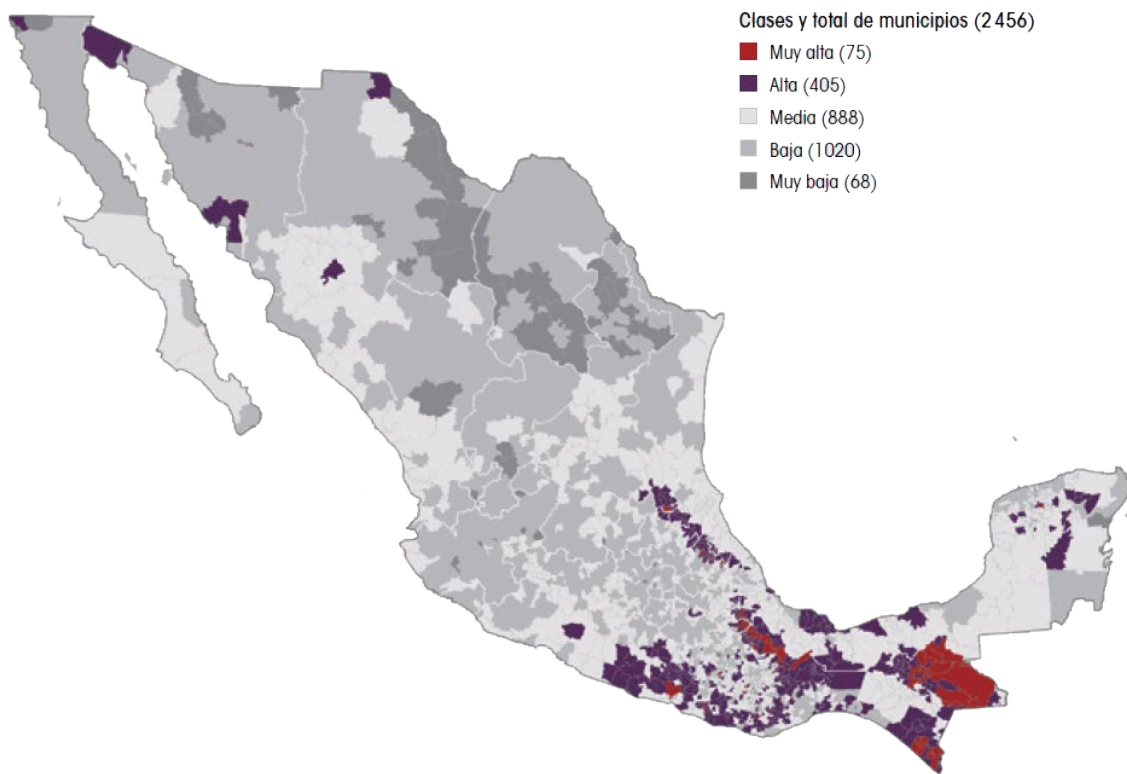 Clases y total de municipios (2 456)
Muy alta (75)
Alta (405)
Media (888)
Baja (1020)
Muy baja (68)